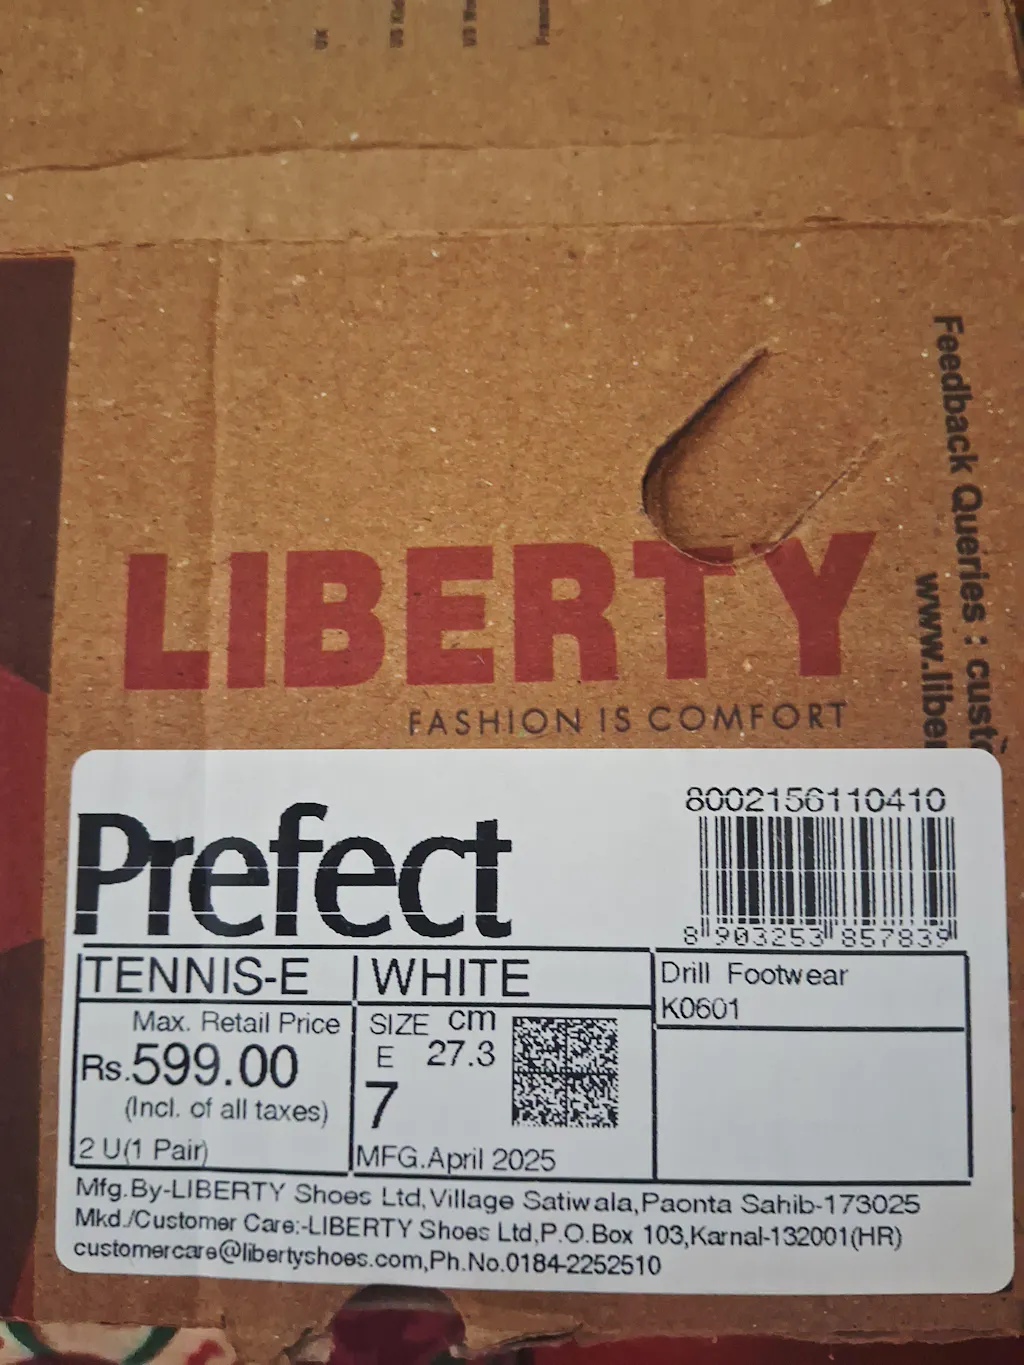 Feedback Queries : custo
www.liber
LIBERTY
FASHION IS COMFORT
Prefect
8002156110410
8 903253 857839
TENNIS-E WHITE
Drill Footwear
K0601
Max. Retail Price
Rs.599.00
(Incl. of all taxes)
2 U(1 Pair)
SIZE cm
E 27.3
7
MFG.April 2025
Mfg.By-LIBERTY Shoes Ltd,Village Satiwala,Paonta Sahib-173025
Mkd./Customer Care:-LIBERTY Shoes Ltd,P.O.Box 103,Karnal-132001(HR)
customercare@libertyshoes.com,Ph.No.0184-2252510